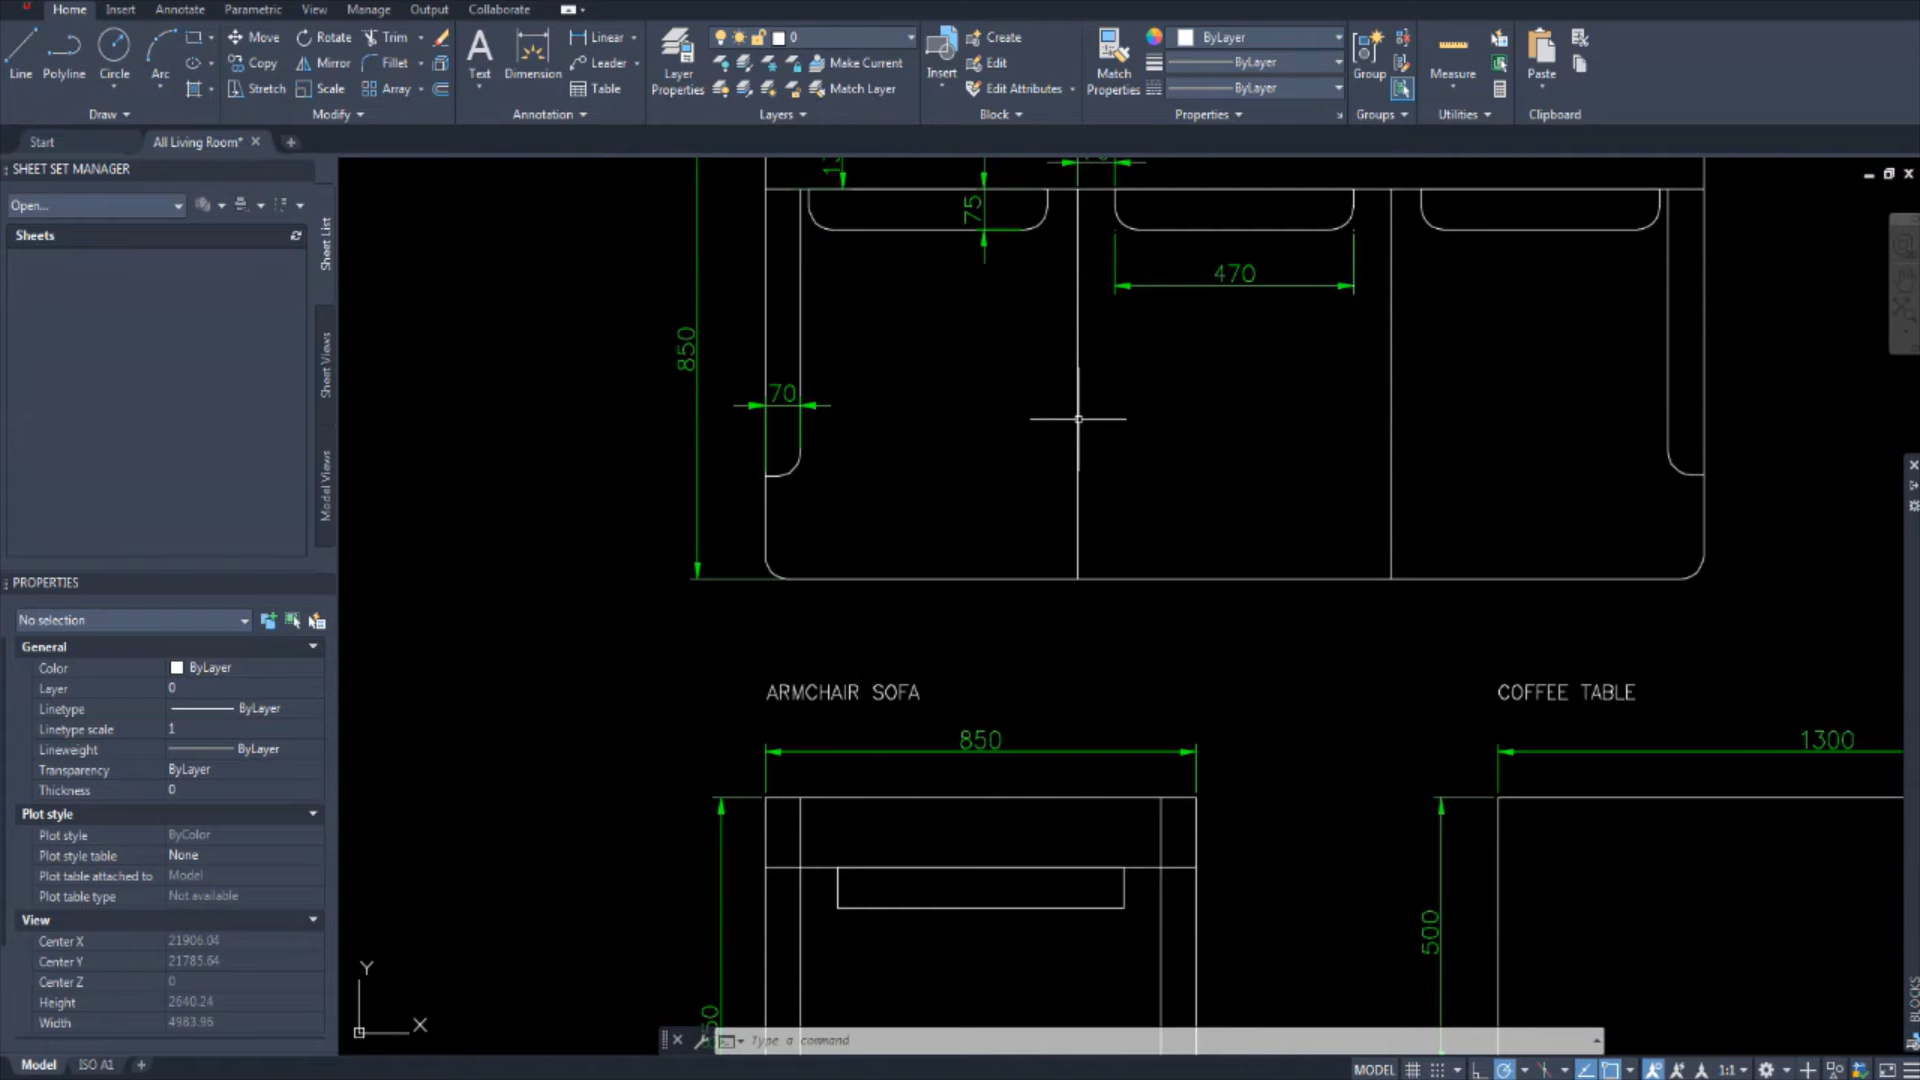 Home Insert Annotate Parametric View Manage Output Collaborate
Line Polyline Circle Arc
Move Rotate Trim
Copy Mirror Fillet
Stretch Scale Array
Text Dimension
Linear
Leader
Table
Layer Properties
0
Make Current
Match Layer
Insert
Create
Edit
Edit Attributes
Match Properties
ByLayer
ByLayer
ByLayer
Group
Measure
Paste
Draw Modify Annotation Layers Block Properties Groups Utilities Clipboard
Start All Living Room*
SHEET SET MANAGER
Open...
Sheets
Sheet List
Sheet Views
Model Views
PROPERTIES
No selection
General
Color ByLayer
Layer 0
Linetype ByLayer
Linetype scale 1
Lineweight ByLayer
Transparency ByLayer
Thickness 0
Plot style
Plot style ByColor
Plot style table None
Plot table attached to Model
Plot table type Not available
View
Center X 21906.04
Center Y 21785.64
Center Z 0
Height 2640.24
Width 4983.96
75
470
850
70
ARMCHAIR SOFA
COFFEE TABLE
850
1300
500
Y
X
Type a command
BLOCKS
Model ISO A1
MODEL 1:1